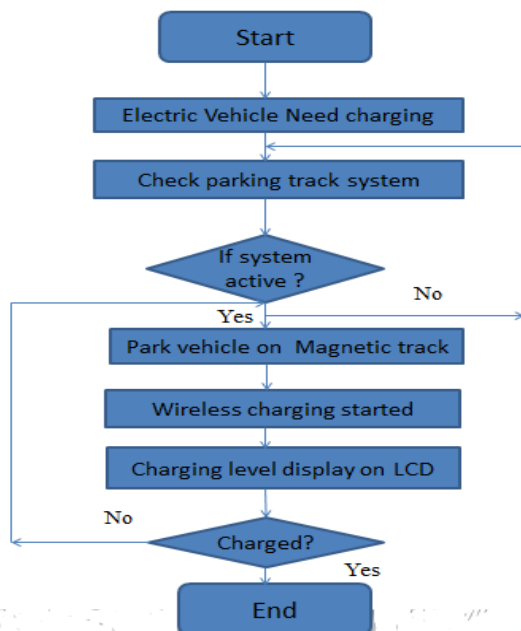 Start
Electric Vehicle Need charging
Check parking track system
If system
active ?
No
Yes
Park vehicle on Magnetic track
Wireless charging started
Charging level display on LCD
No
Charged?
Yes
End